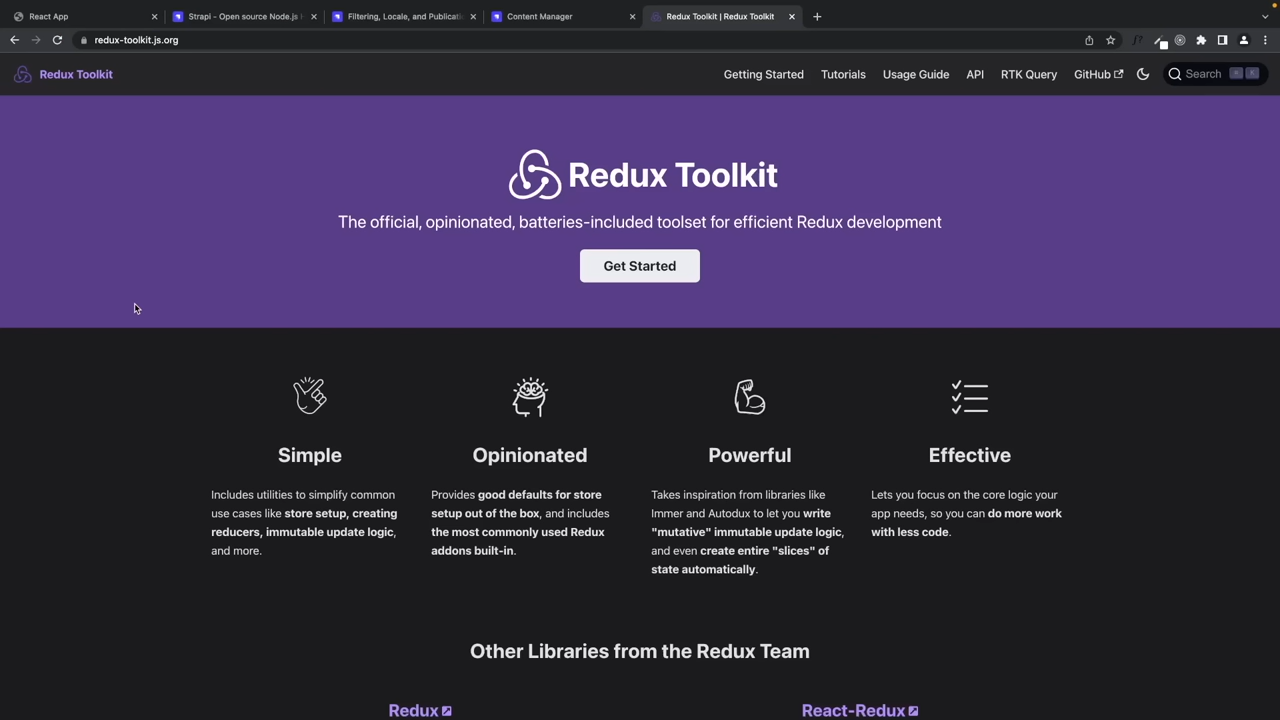 React App
Strapi - Open source Node.js H
Filtering, Locale, and Publicati
Content Manager
Redux Toolkit | Redux Toolkit
redux-toolkit.js.org
Redux Toolkit
Getting Started
Tutorials
Usage Guide
API
RTK Query
GitHub
Search
Redux Toolkit
The official, opinionated, batteries-included toolset for efficient Redux development
Get Started
Simple
Includes utilities to simplify common
use cases like store setup, creating
reducers, immutable update logic,
and more.
Opinionated
Provides good defaults for store
setup out of the box, and includes
the most commonly used Redux
addons built-in.
Powerful
Takes inspiration from libraries like
Immer and Autodux to let you write
"mutative" immutable update logic,
and even create entire "slices" of
state automatically.
Effective
Lets you focus on the core logic your
app needs, so you can do more work
with less code.
Other Libraries from the Redux Team
Redux
React-Redux